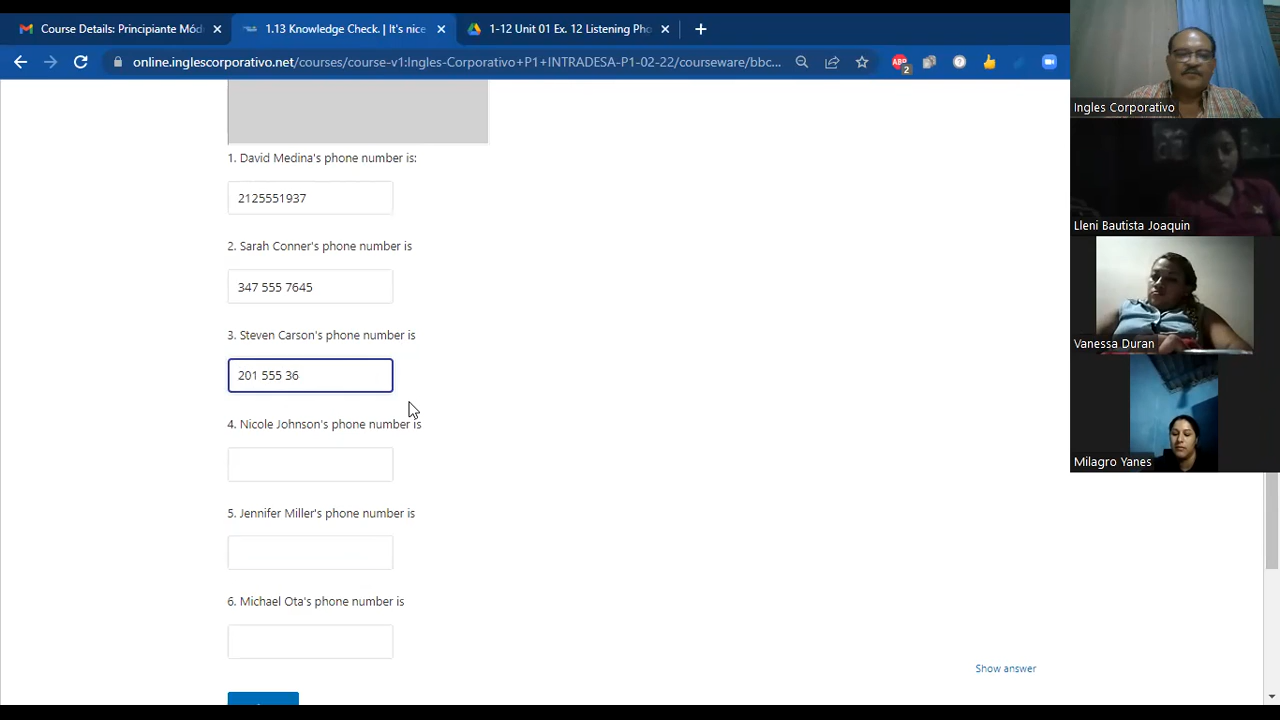 Course Details: Principiante Mód
1.13 Knowledge Check. | It's nice
1-12 Unit 01 Ex. 12 Listening Pho
online.inglescorporativo.net/courses/course-v1:Ingles-Corporativo+P1+INTRADESA-P1-02-22/courseware/bbc...
ABP
2
1. David Medina's phone number is:
2125551937
2. Sarah Conner's phone number is
347 555 7645
3. Steven Carson's phone number is
201 555 36
4. Nicole Johnson's phone number is
5. Jennifer Miller's phone number is
6. Michael Ota's phone number is
Show answer
Ingles Corporativo
Lleni Bautista Joaquin
Vanessa Duran
Milagro Yanes